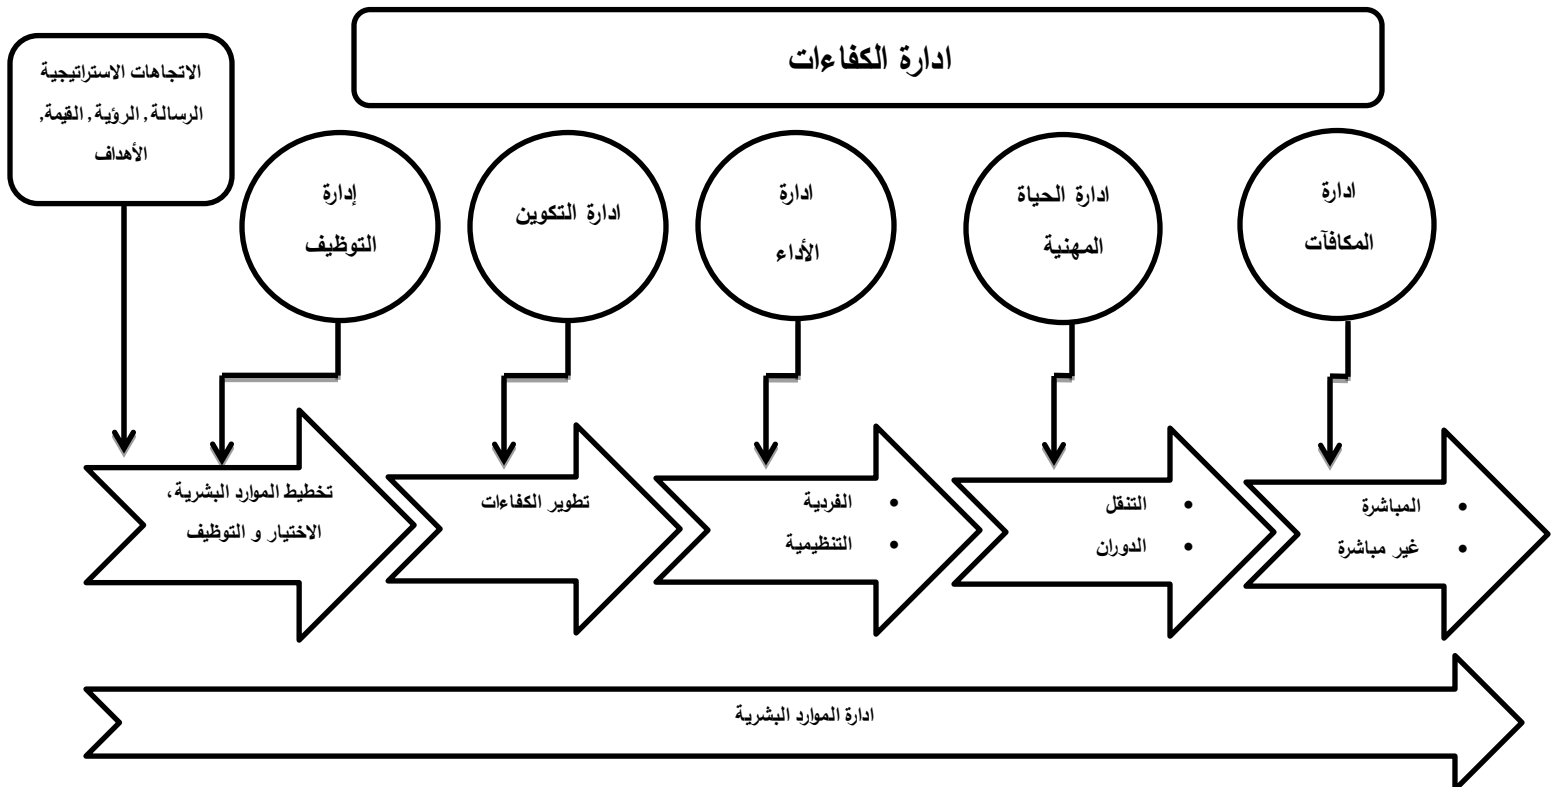 ادارة الكفاءات
الاتجاهات الاستراتيجية
الرسالة, الرؤية, القيمة,
الأهداف
إدارة
التوظيف
ادارة التكوين
ادارة
الأداء
ادارة الحياة
المهنية
ادارة
المكافآت
تخطيط الموارد البشرية،
الاختيار و التوظيف
تطوير الكفاءات
• الفردية
• التنظيمية
• التنقل
• الدوران
• المباشرة
• غير مباشرة
ادارة الموارد البشرية